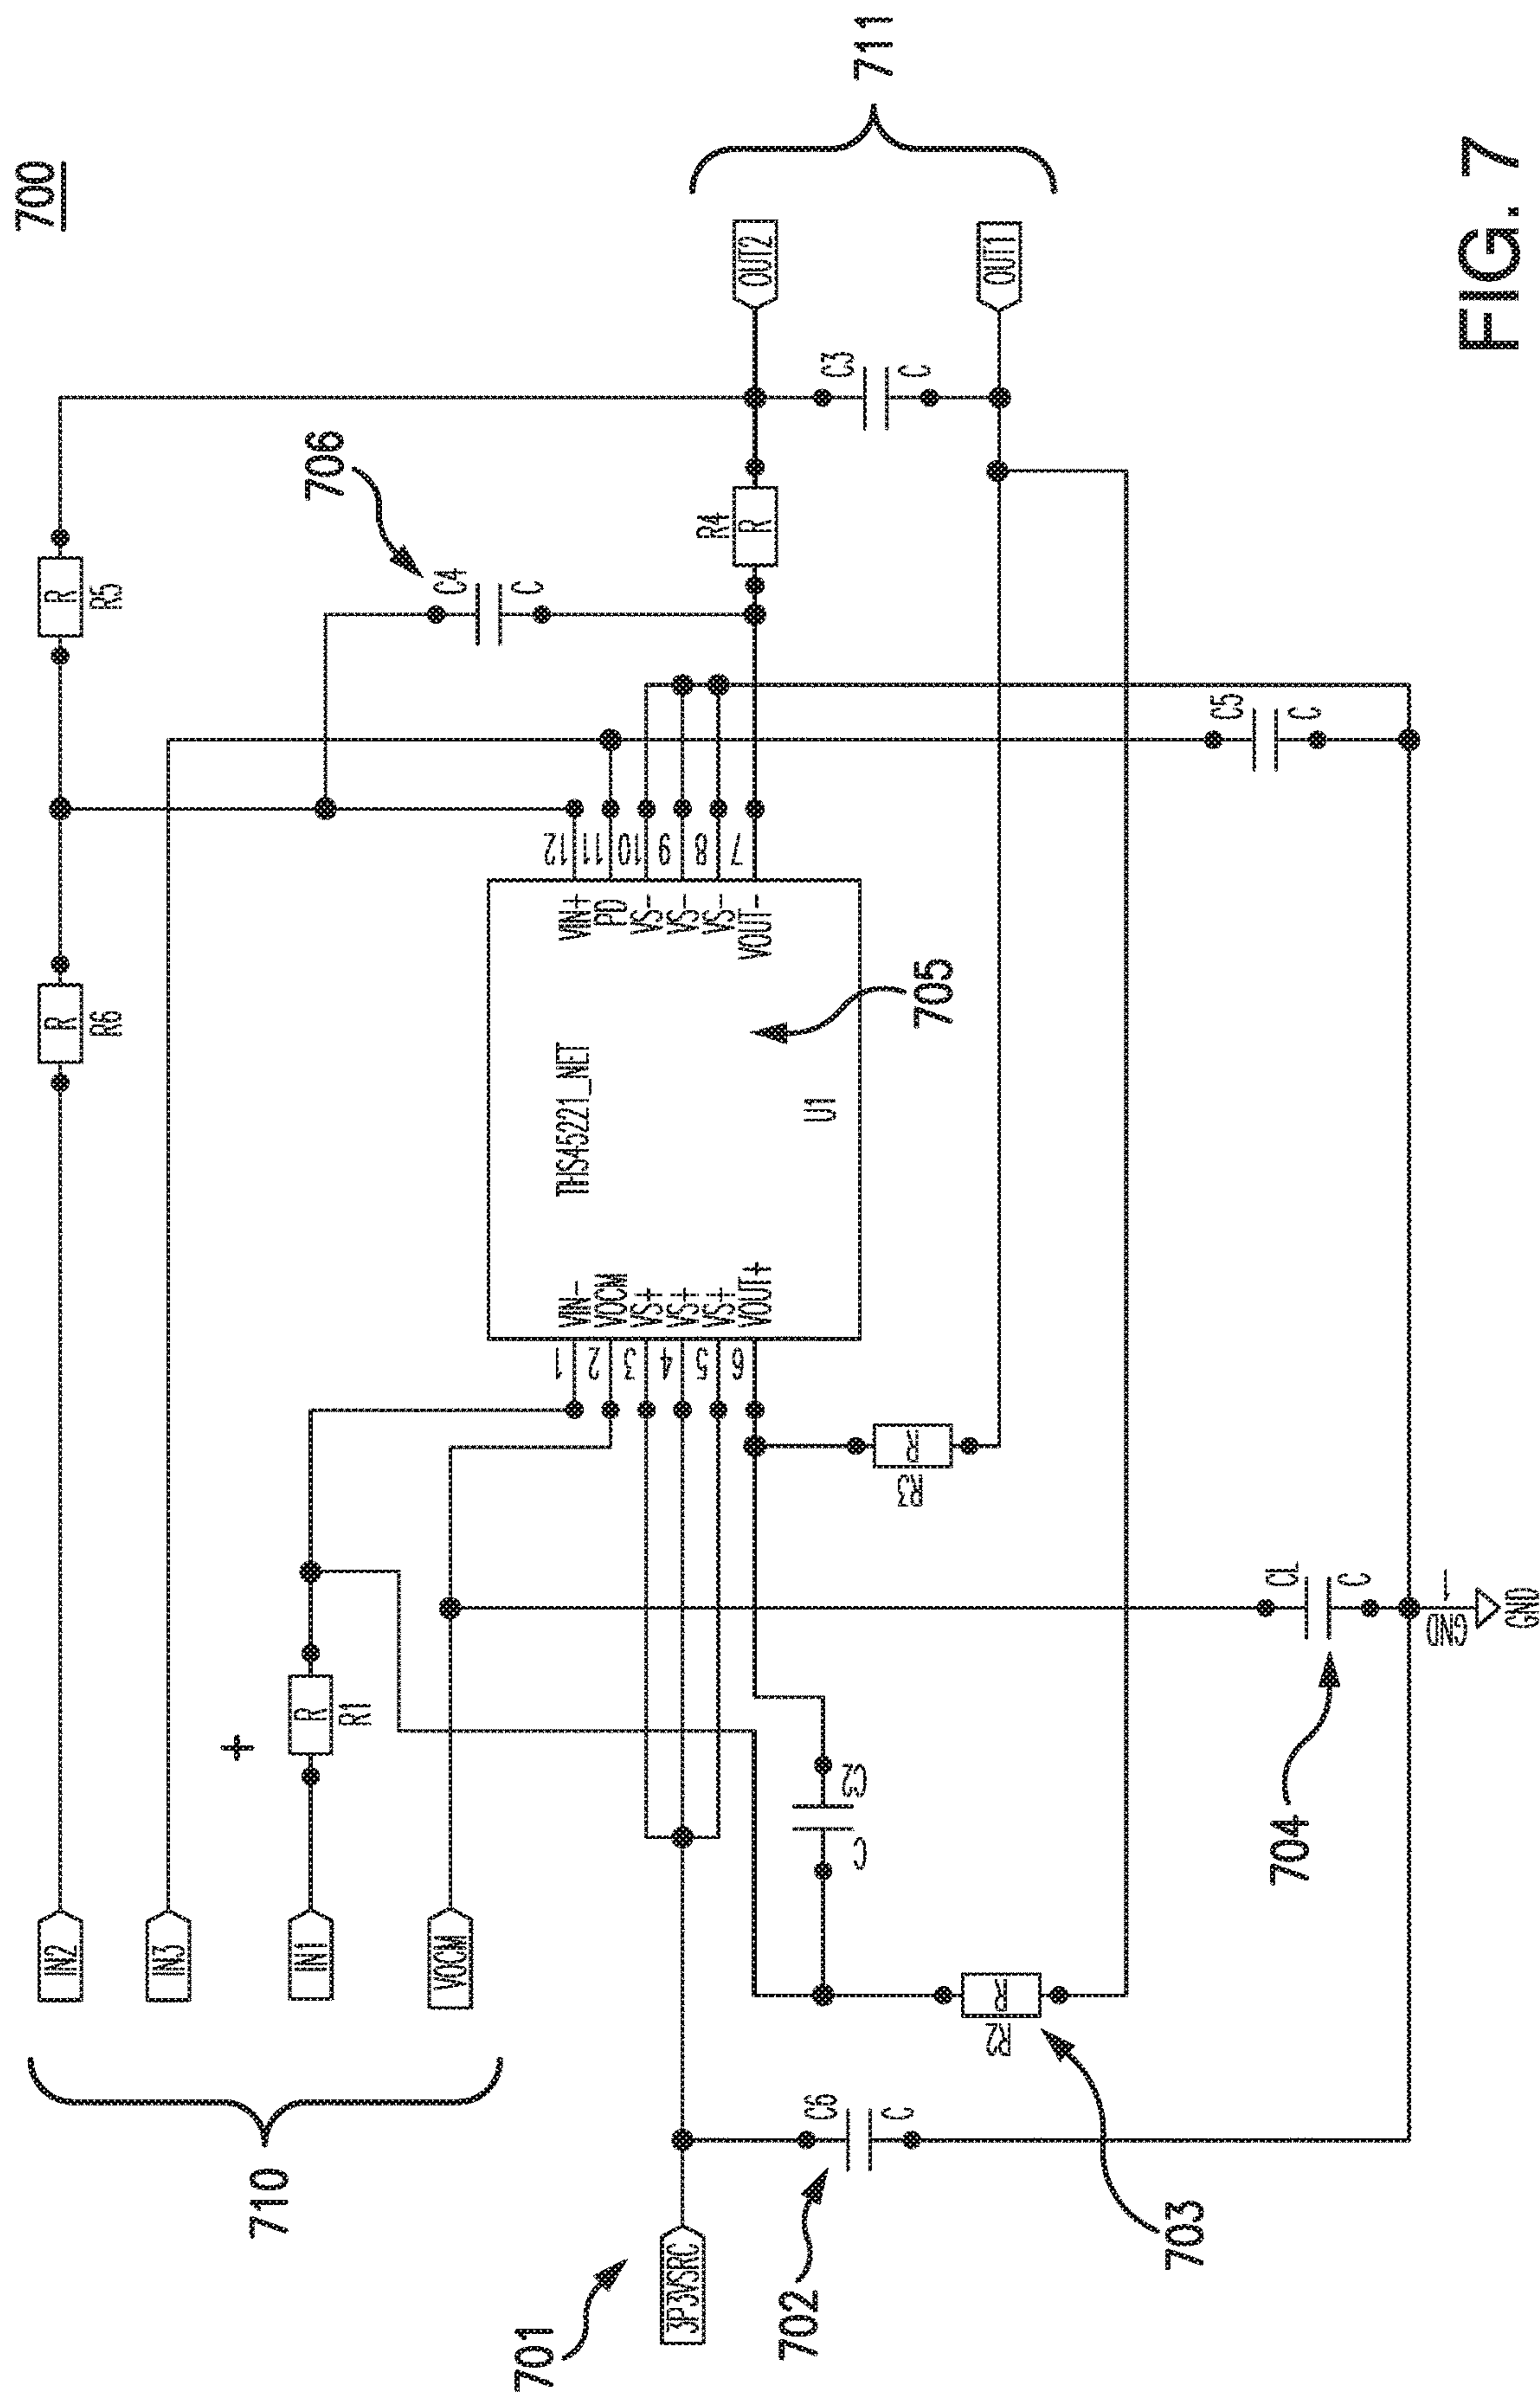 700
IN2
R
R6
R
R5
IN3
710
IN1
+
R
R1
VOCM
706
C4
C
701
3P3VSRC
THS45221_NET
U1
705
VIN-
VOCM
VS+
VS+
VS+
VOUT+
1
2
3
4
5
6
VIN+
PD
VS-
VS-
VS-
VOUT-
12
11
10
9
8
7
R4
R
OUT2
711
C3
C
OUT1
702
C6
C
C2
C
R3
R
R2
R
703
704
CL
C
C5
C
GND
1
GND
FIG. 7